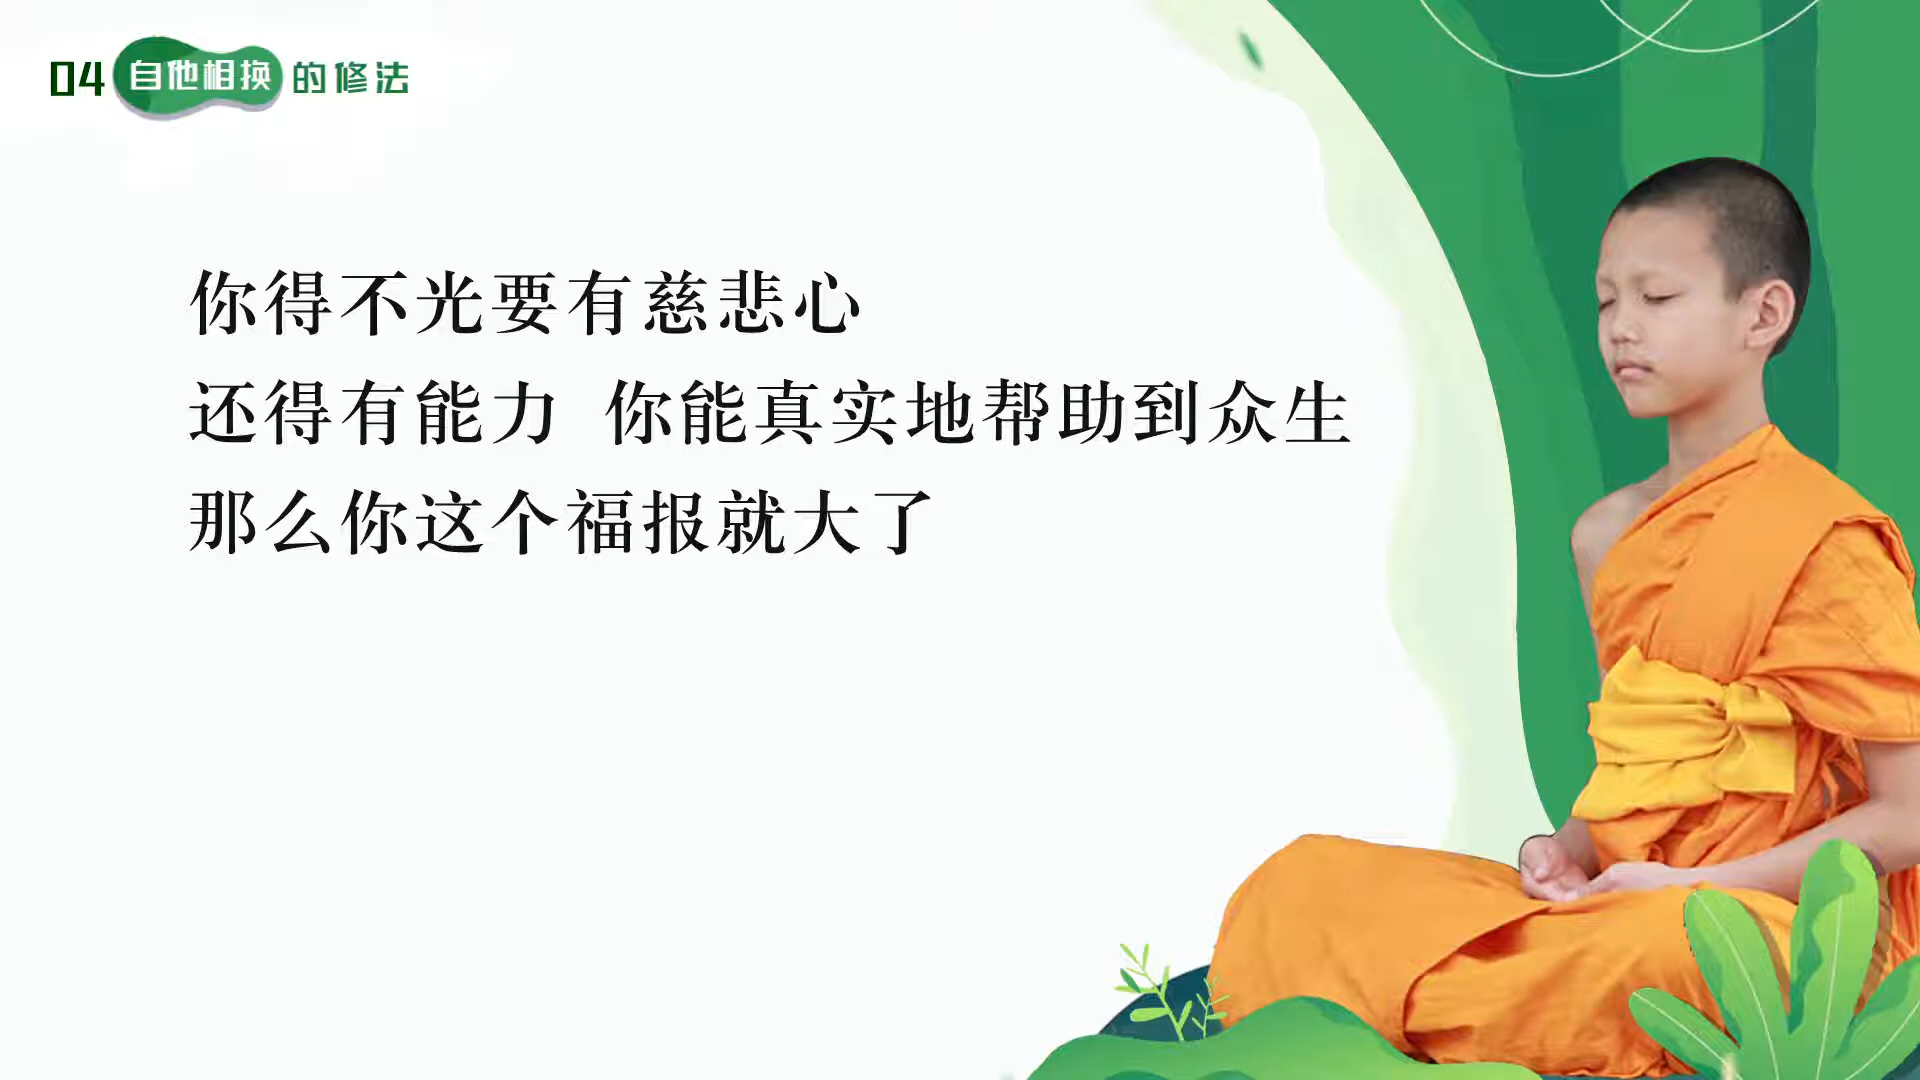 04 自他相换的修法
你得不光要有慈悲心
还得有能力 你能真实地帮助到众生
那么你这个福报就大了